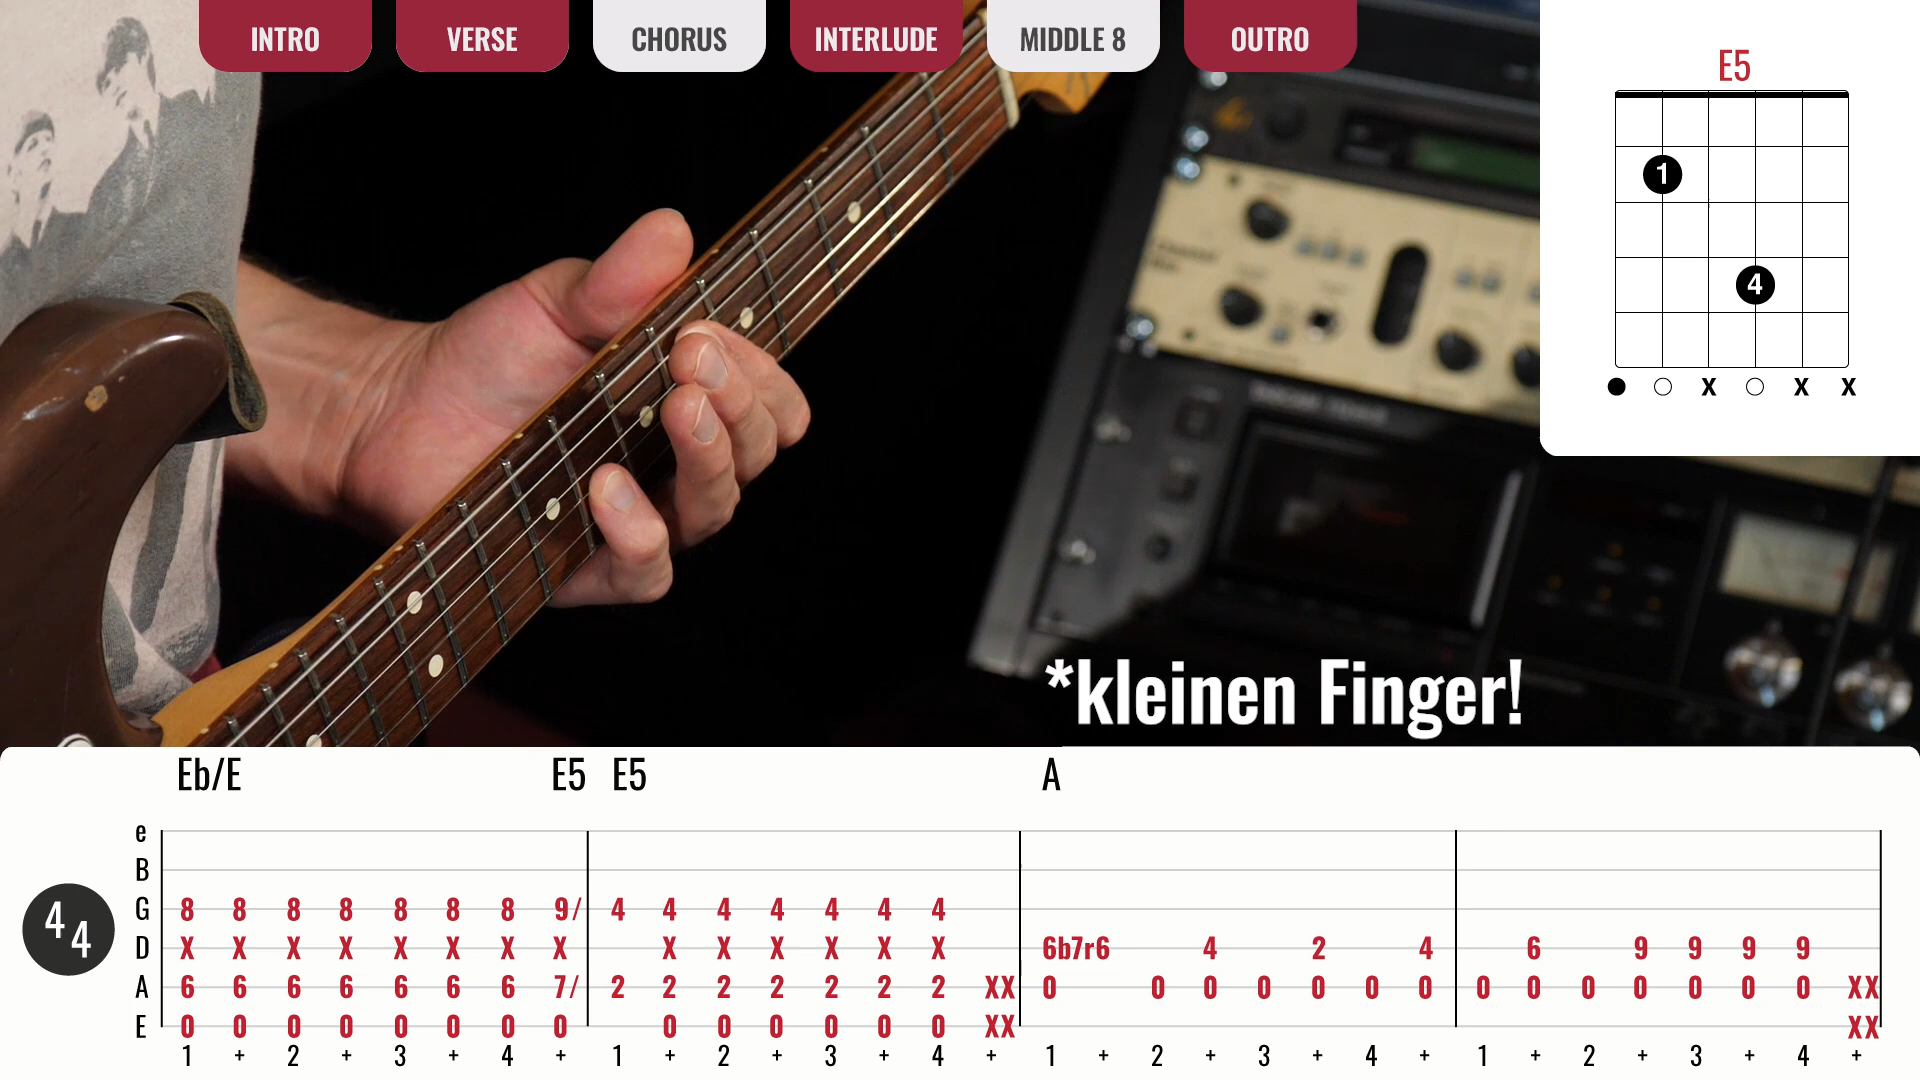 INTRO VERSE CHORUS INTERLUDE MIDDLE 8 OUTRO
E5
1
4
X X X
*kleinen Finger!
Eb/E E5 E5 A
4/4
e
B
G 8 8 8 8 8 8 8 9/ 4 4 4 4 4 4 4
D X X X X X X X X X X X X X X 6b7r6 4 2 4 6 9 9 9 9
A 6 6 6 6 6 6 6 7/ 2 2 2 2 2 2 2 XX 0 0 0 0 0 0 0 0 0 0 0 0 0 0 XX
E 0 0 0 0 0 0 0 0 0 0 0 0 0 0 XX XX
1 + 2 + 3 + 4 + 1 + 2 + 3 + 4 + 1 + 2 + 3 + 4 + 1 + 2 + 3 + 4 +